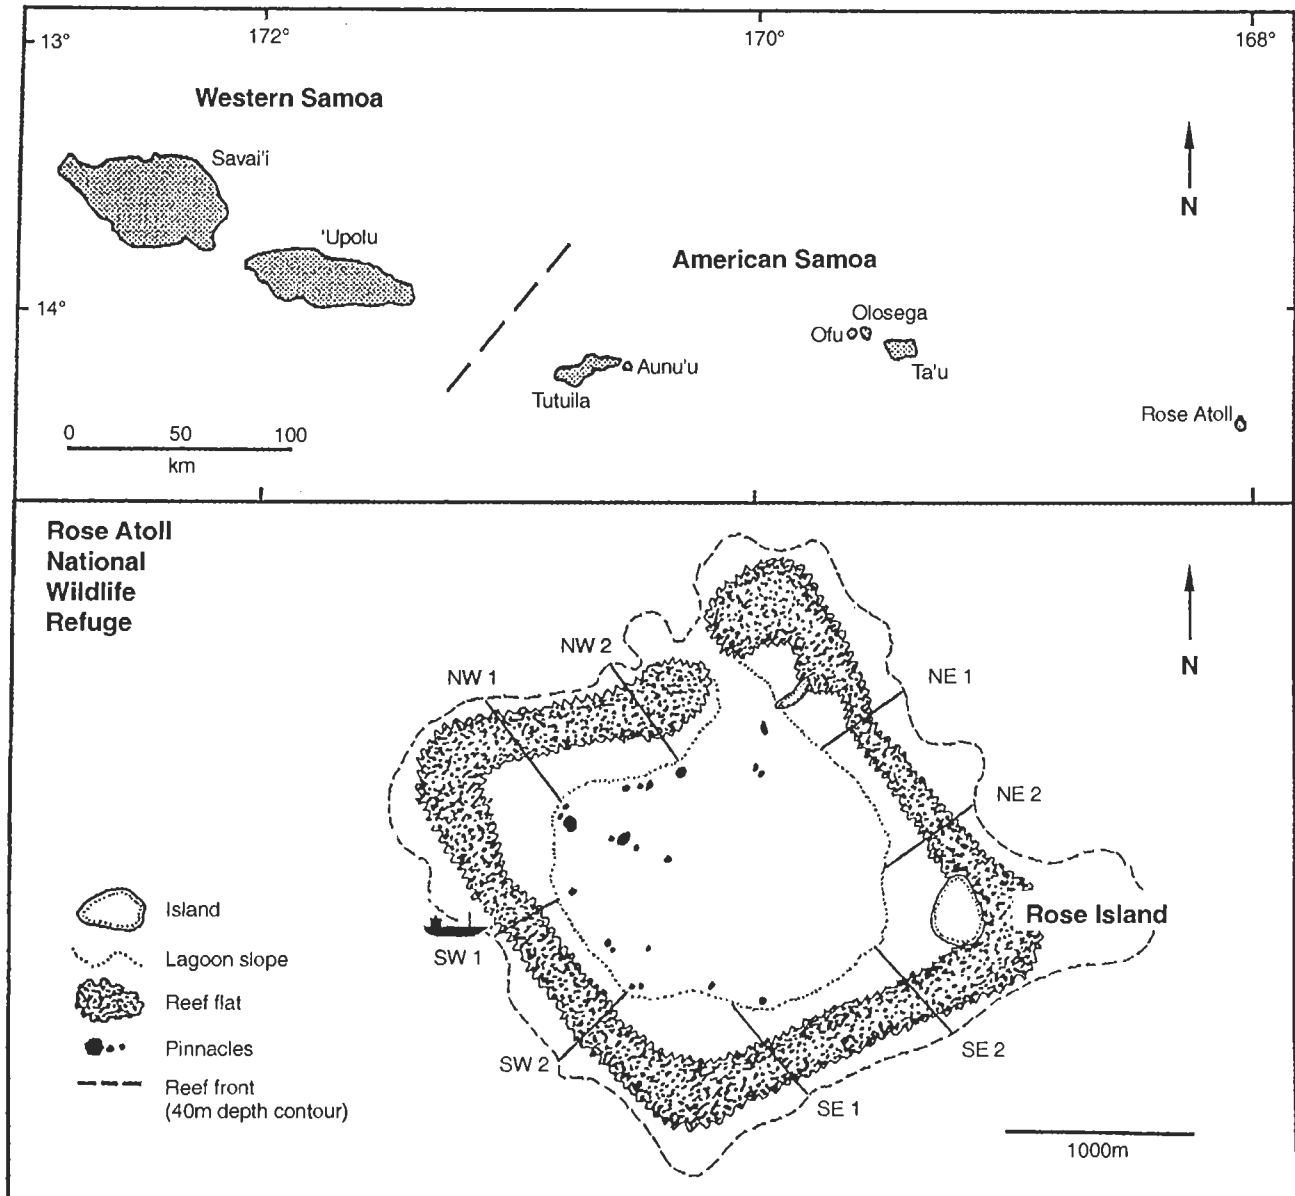 13°
172°
170°
168°
Western Samoa
Savai'i
'Upolu
N
American Samoa
14°
Olosega
Ofu
Aunu'u
Ta'u
Tutuila
Rose Atoll
0 50 100
km
Rose Atoll
National
Wildlife
Refuge
N
NW 2
NW 1
NE 1
NE 2
Island
Rose Island
Lagoon slope
SW 1
Reef flat
Pinnacles
SW 2
SE 2
Reef front
(40m depth contour)
SE 1
1000m